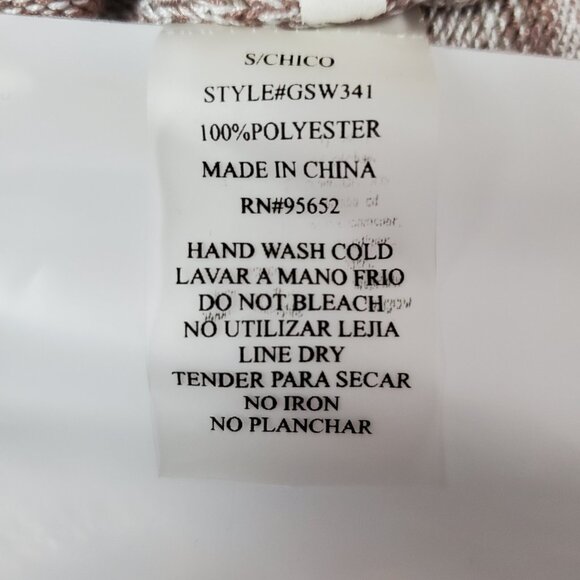 S/CHICO
STYLE#GSW341
100%POLYESTER
MADE IN CHINA
RN#95652
HAND WASH COLD
LAVAR A MANO FRIO
DO NOT BLEACH
NO UTILIZAR LEJIA
LINE DRY
TENDER PARA SECAR
NO IRON
NO PLANCHAR